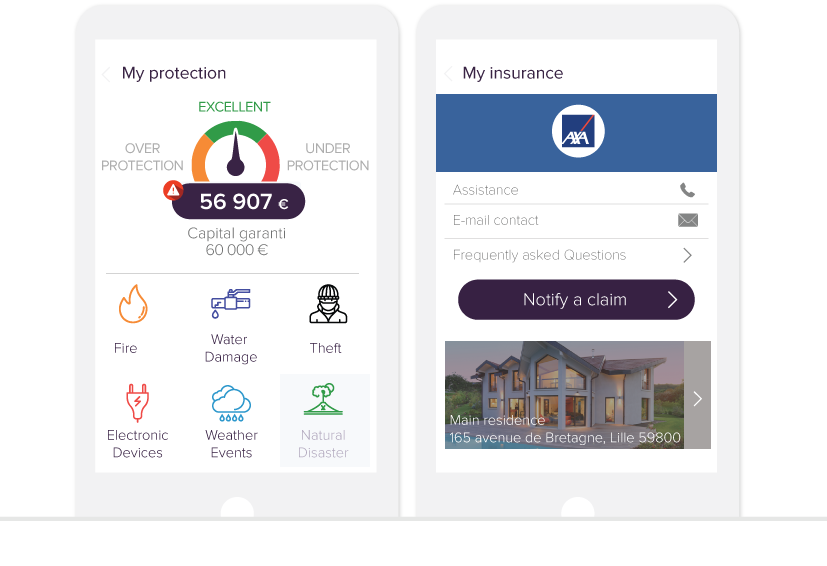 My protection
EXCELLENT
OVER
PROTECTION
UNDER
PROTECTION
56 907 €
Capital garanti
60 000 €
Fire
Water
Damage
Theft
Electronic
Devices
Weather
Events
Natural
Disaster
My insurance
AXA
Assistance
E-mail contact
Frequently asked Questions
Notify a claim
Main residence
165 avenue de Bretagne, Lille 59800